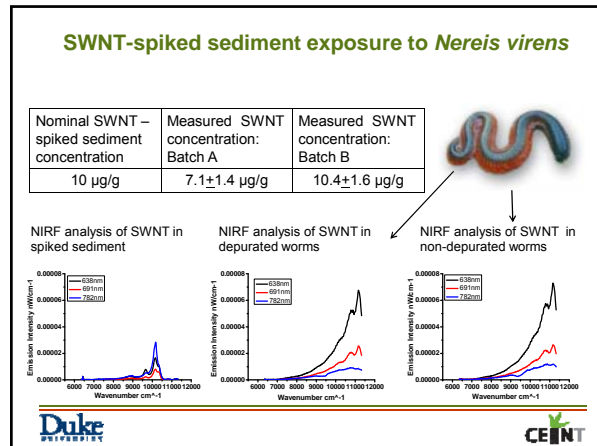 SWNT-spiked sediment exposure to Nereis virens
Nominal SWNT –
spiked sediment
concentration
Measured SWNT
concentration:
Batch A
Measured SWNT
concentration:
Batch B
10 µg/g
7.1±1.4 µg/g
10.4±1.6 µg/g
NIRF analysis of SWNT in
spiked sediment
NIRF analysis of SWNT in
depurated worms
NIRF analysis of SWNT in
non-depurated worms
Emission Intensity nW/cm-1
0.00008
0.00006
0.00004
0.00002
0.00000
638nm
691nm
782nm
6000 7000 8000 9000 10000 11000 12000
Wavenumber cm^-1
Emission Intensity nW/cm-1
0.00008
0.00006
0.00004
0.00002
0.00000
638nm
691nm
782nm
6000 7000 8000 9000 10000 11000 12000
Wavenumber cm^-1
Emission Intensity nW/cm-1
0.00008
0.00006
0.00004
0.00002
0.00000
638nm
691nm
782nm
6000 7000 8000 9000 10000 11000 12000
Wavenumber cm^-1
Duke
UNIVERSITY
CEINT